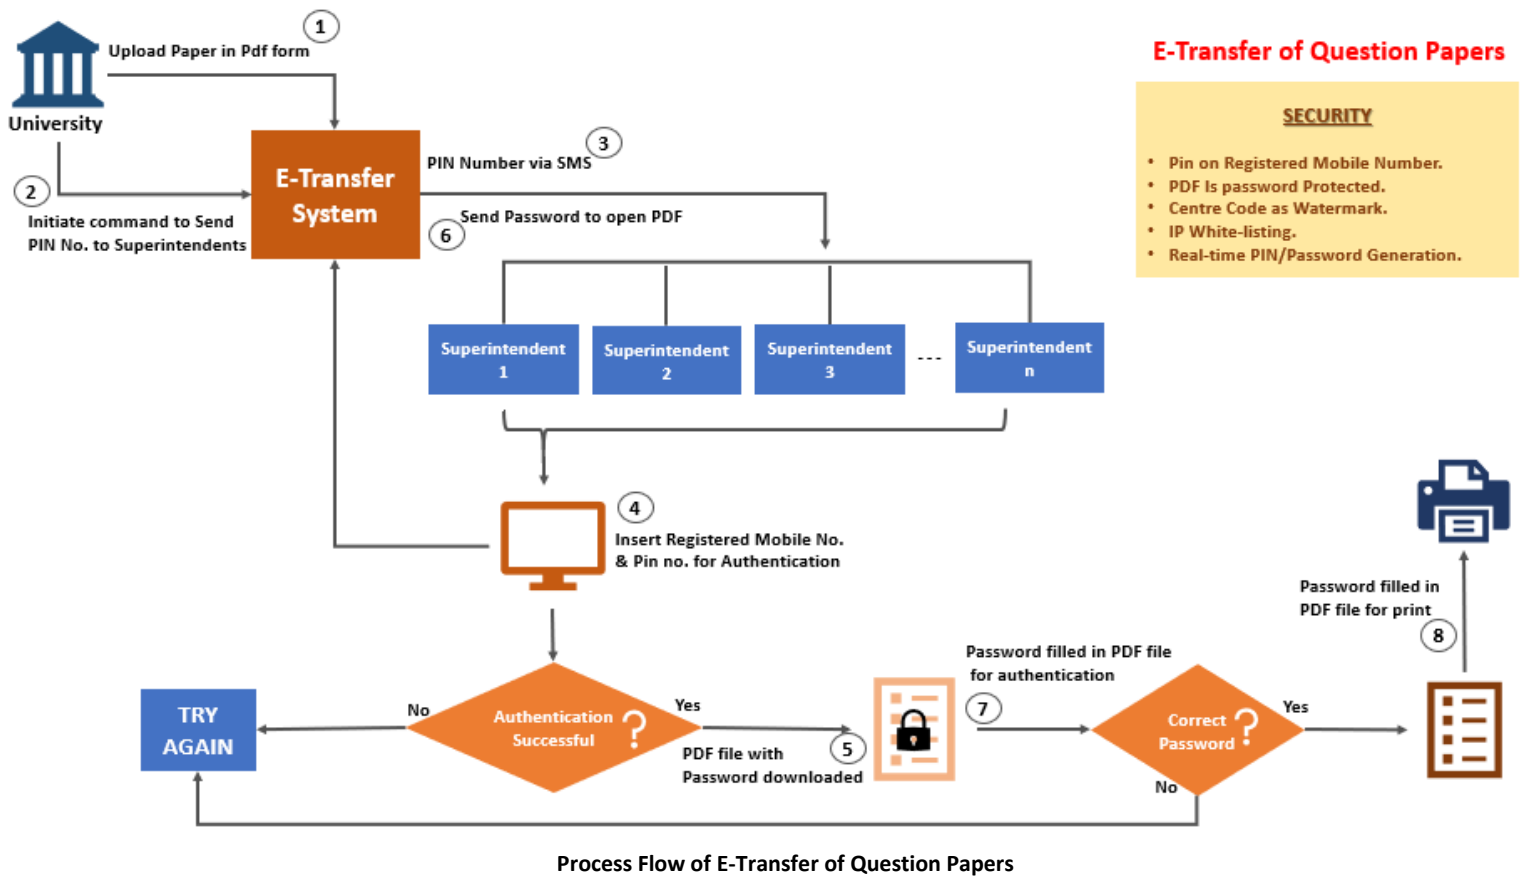 1
Upload Paper in Pdf form
University
E-Transfer of Question Papers
SECURITY
• Pin on Registered Mobile Number.
• PDF Is password Protected.
• Centre Code as Watermark.
• IP White-listing.
• Real-time PIN/Password Generation.
2
Initiate command to Send
PIN No. to Superintendents
E-Transfer
System
3
PIN Number via SMS
Send Password to open PDF
6
Superintendent
1
Superintendent
2
Superintendent
3
---
Superintendent
n
4
Insert Registered Mobile No.
& Pin no. for Authentication
TRY
AGAIN
No
Authentication
Successful ?
Yes
5
PDF file with
Password downloaded
Password filled in PDF file
for authentication
7
Correct
Password ?
Yes
No
Password filled in
PDF file for print
8
Process Flow of E-Transfer of Question Papers